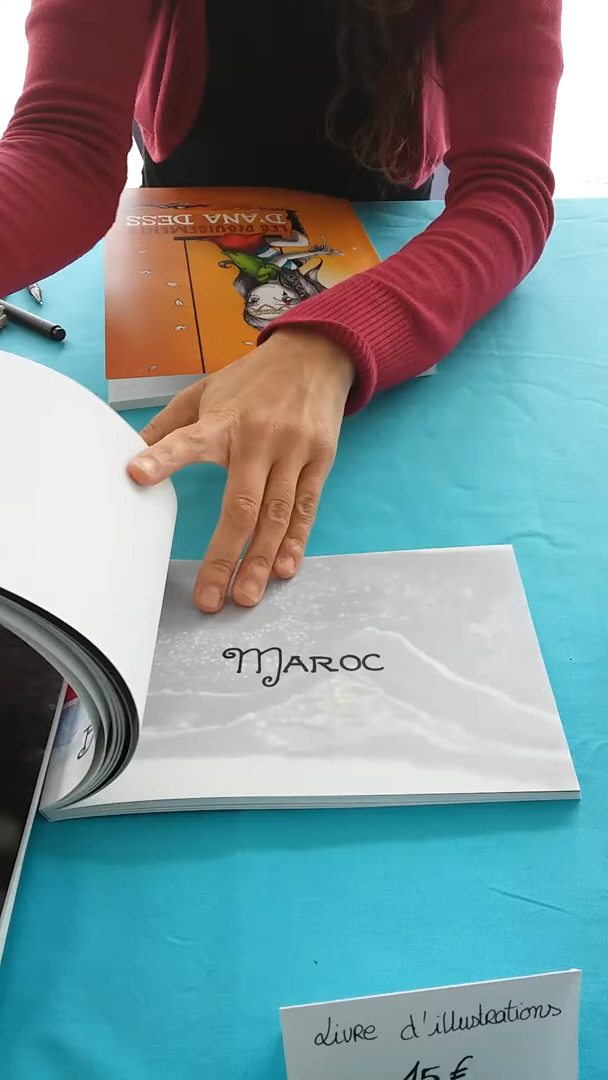 LES DÉGUISEMENTS
D'ANA DESS
MAROC
Livre d'illustrations
15 €